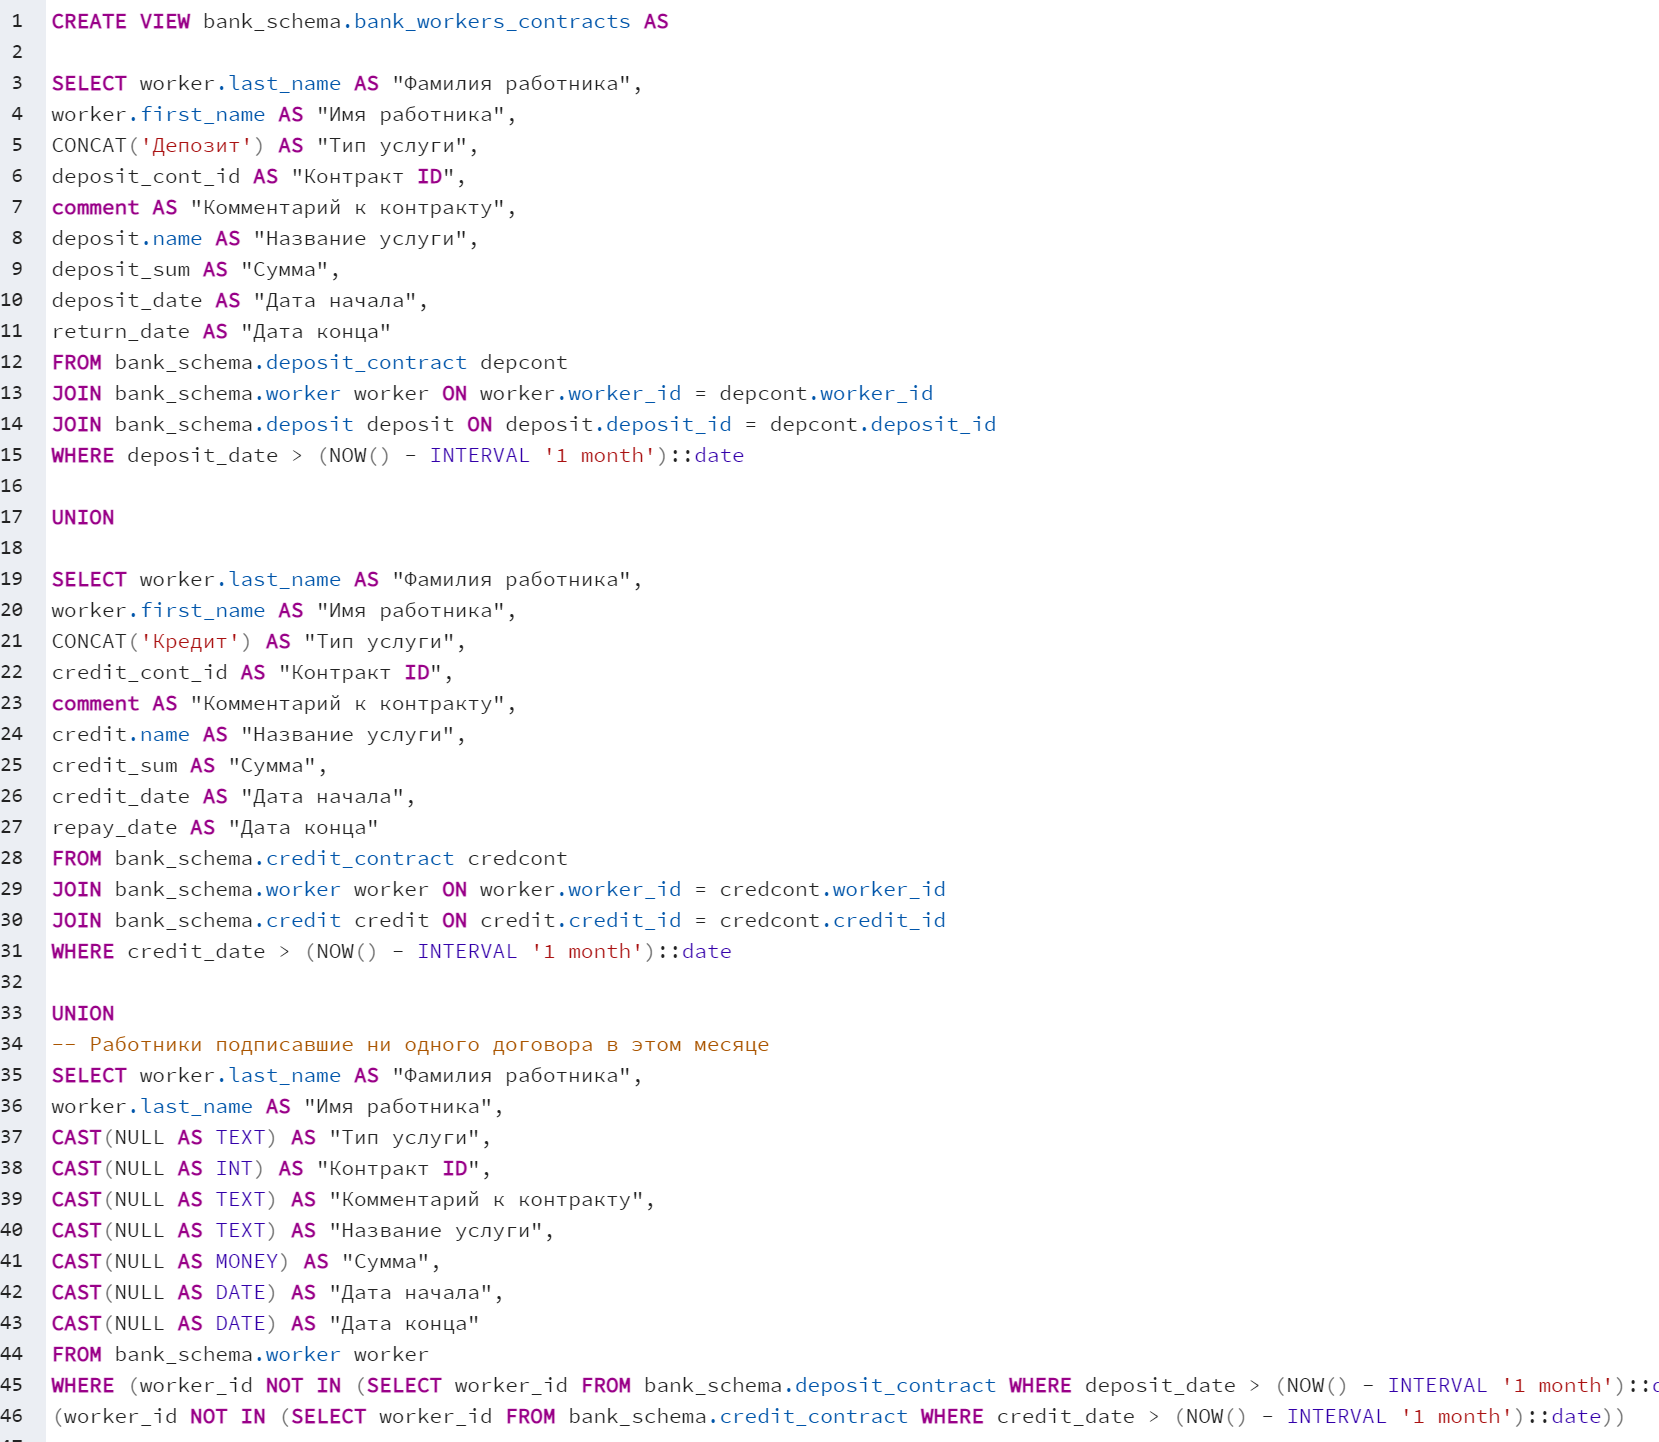 1 CREATE VIEW bank_schema.bank_workers_contracts AS
2
3 SELECT worker.last_name AS "Фамилия работника",
4 worker.first_name AS "Имя работника",
5 CONCAT('Депозит') AS "Тип услуги",
6 deposit_cont_id AS "Контракт ID",
7 comment AS "Комментарий к контракту",
8 deposit.name AS "Название услуги",
9 deposit_sum AS "Сумма",
10 deposit_date AS "Дата начала",
11 return_date AS "Дата конца"
12 FROM bank_schema.deposit_contract depcont
13 JOIN bank_schema.worker worker ON worker.worker_id = depcont.worker_id
14 JOIN bank_schema.deposit deposit ON deposit.deposit_id = depcont.deposit_id
15 WHERE deposit_date > (NOW() - INTERVAL '1 month')::date
16
17 UNION
18
19 SELECT worker.last_name AS "Фамилия работника",
20 worker.first_name AS "Имя работника",
21 CONCAT('Кредит') AS "Тип услуги",
22 credit_cont_id AS "Контракт ID",
23 comment AS "Комментарий к контракту",
24 credit.name AS "Название услуги",
25 credit_sum AS "Сумма",
26 credit_date AS "Дата начала",
27 repay_date AS "Дата конца"
28 FROM bank_schema.credit_contract credcont
29 JOIN bank_schema.worker worker ON worker.worker_id = credcont.worker_id
30 JOIN bank_schema.credit credit ON credit.credit_id = credcont.credit_id
31 WHERE credit_date > (NOW() - INTERVAL '1 month')::date
32
33 UNION
34 -- Работники подписавшие ни одного договора в этом месяце
35 SELECT worker.last_name AS "Фамилия работника",
36 worker.last_name AS "Имя работника",
37 CAST(NULL AS TEXT) AS "Тип услуги",
38 CAST(NULL AS INT) AS "Контракт ID",
39 CAST(NULL AS TEXT) AS "Комментарий к контракту",
40 CAST(NULL AS TEXT) AS "Название услуги",
41 CAST(NULL AS MONEY) AS "Сумма",
42 CAST(NULL AS DATE) AS "Дата начала",
43 CAST(NULL AS DATE) AS "Дата конца"
44 FROM bank_schema.worker worker
45 WHERE (worker_id NOT IN (SELECT worker_id FROM bank_schema.deposit_contract WHERE deposit_date > (NOW() - INTERVAL '1 month')::
46 (worker_id NOT IN (SELECT worker_id FROM bank_schema.credit_contract WHERE credit_date > (NOW() - INTERVAL '1 month')::date))